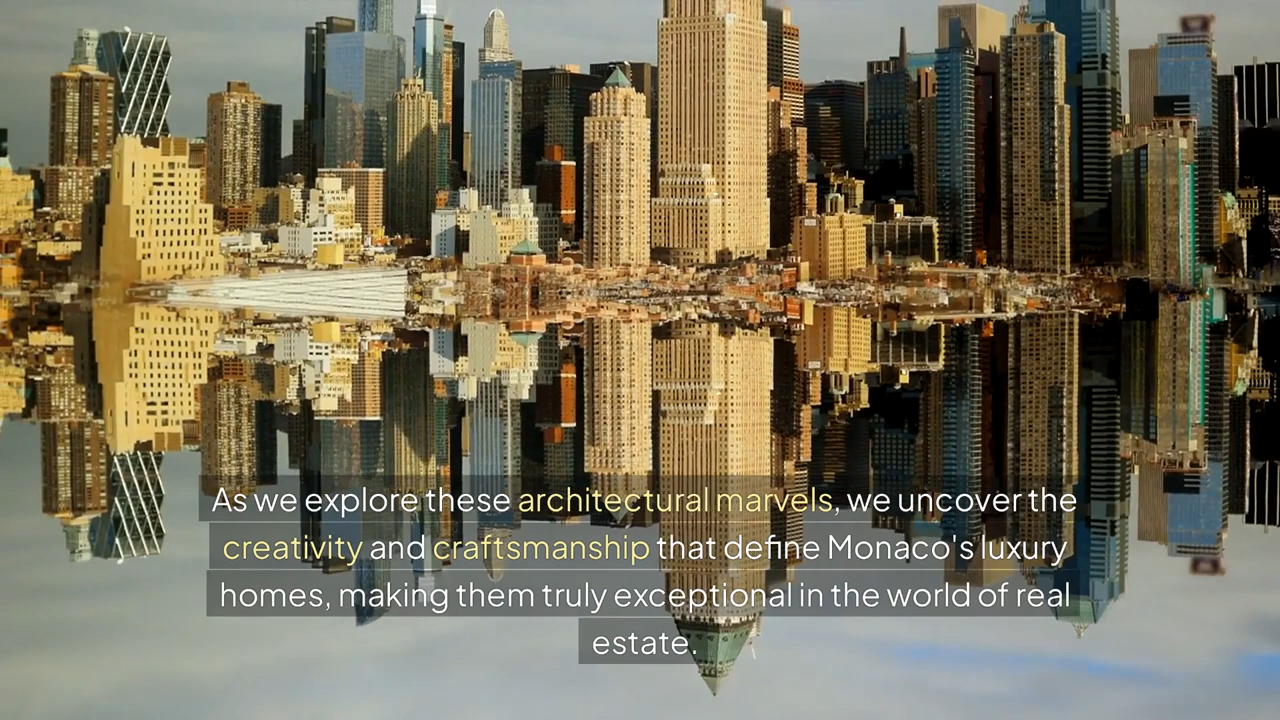 As we explore these architectural marvels, we uncover the
creativity and craftsmanship that define Monaco's luxury
homes, making them truly exceptional in the world of real
estate.